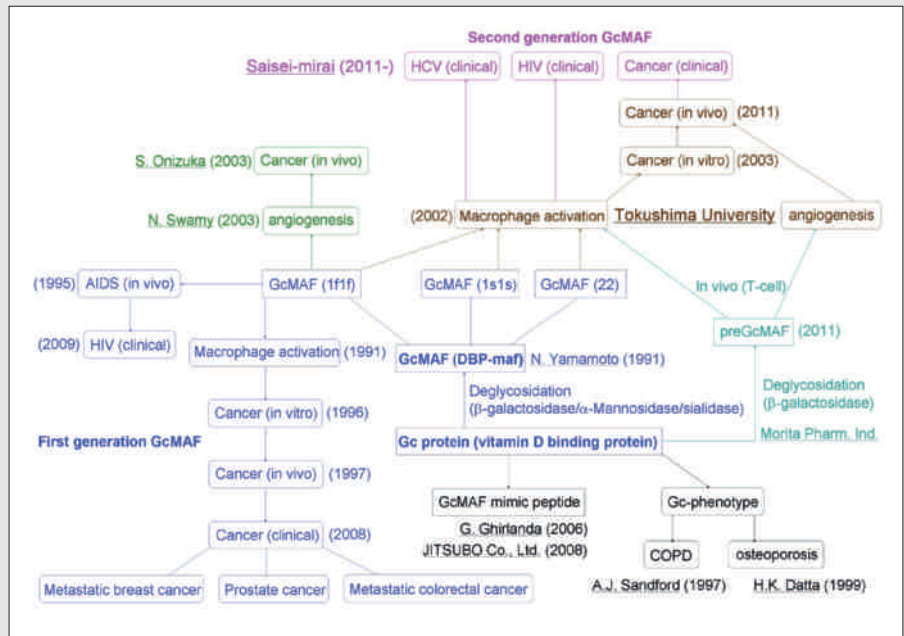 Second generation GcMAF
Saisei-mirai (2011-) HCV (clinical) HIV (clinical) Cancer (clinical)
Cancer (in vivo) (2011)
S. Onizuka (2003) Cancer (in vivo) Cancer (in vitro) (2003)
N. Swamy (2003) angiogenesis (2002) Macrophage activation Tokushima University angiogenesis
(1995) AIDS (in vivo) GcMAF (1f1f) GcMAF (1s1s) GcMAF (22) In vivo (T-cell)
(2009) HIV (clinical) Macrophage activation (1991) GcMAF (DBP-maf) N. Yamamoto (1991) preGcMAF (2011)
Deglycosidation
(β-galactosidase/α-Mannosidase/sialidase)
Deglycosidation
(β-galactosidase)
Cancer (in vitro) (1996)
First generation GcMAF Gc protein (vitamin D binding protein) Morita Pharm. Ind.
Cancer (in vivo) (1997)
GcMAF mimic peptide Gc-phenotype
G. Ghirlanda (2006)
JITSUBO Co., Ltd. (2008)
Cancer (clinical) (2008) COPD osteoporosis
A.J. Sandford (1997) H.K. Datta (1999)
Metastatic breast cancer Prostate cancer Metastatic colorectal cancer